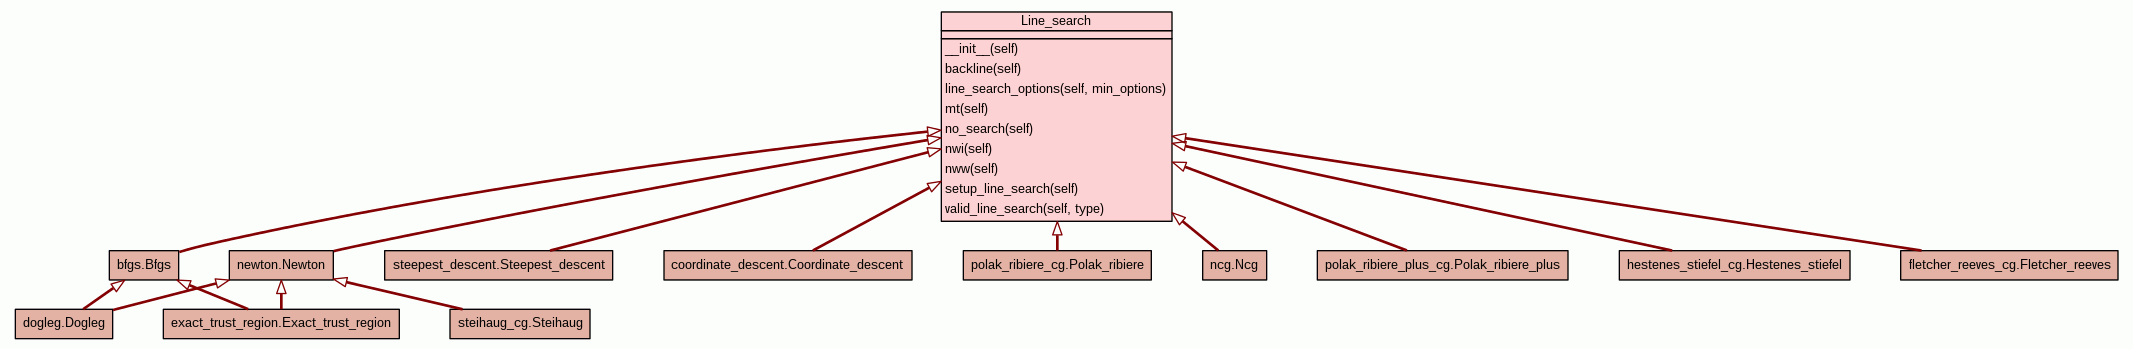 Line_search
__init__(self)
backline(self)
line_search_options(self, min_options)
mt(self)
no_search(self)
nwi(self)
nww(self)
setup_line_search(self)
valid_line_search(self, type)
bfgs.Bfgs
newton.Newton
steepest_descent.Steepest_descent
coordinate_descent.Coordinate_descent
polak_ribiere_cg.Polak_ribiere
ncg.Ncg
polak_ribiere_plus_cg.Polak_ribiere_plus
hestenes_stiefel_cg.Hestenes_stiefel
fletcher_reeves_cg.Fletcher_reeves
dogleg.Dogleg
exact_trust_region.Exact_trust_region
steihaug_cg.Steihaug